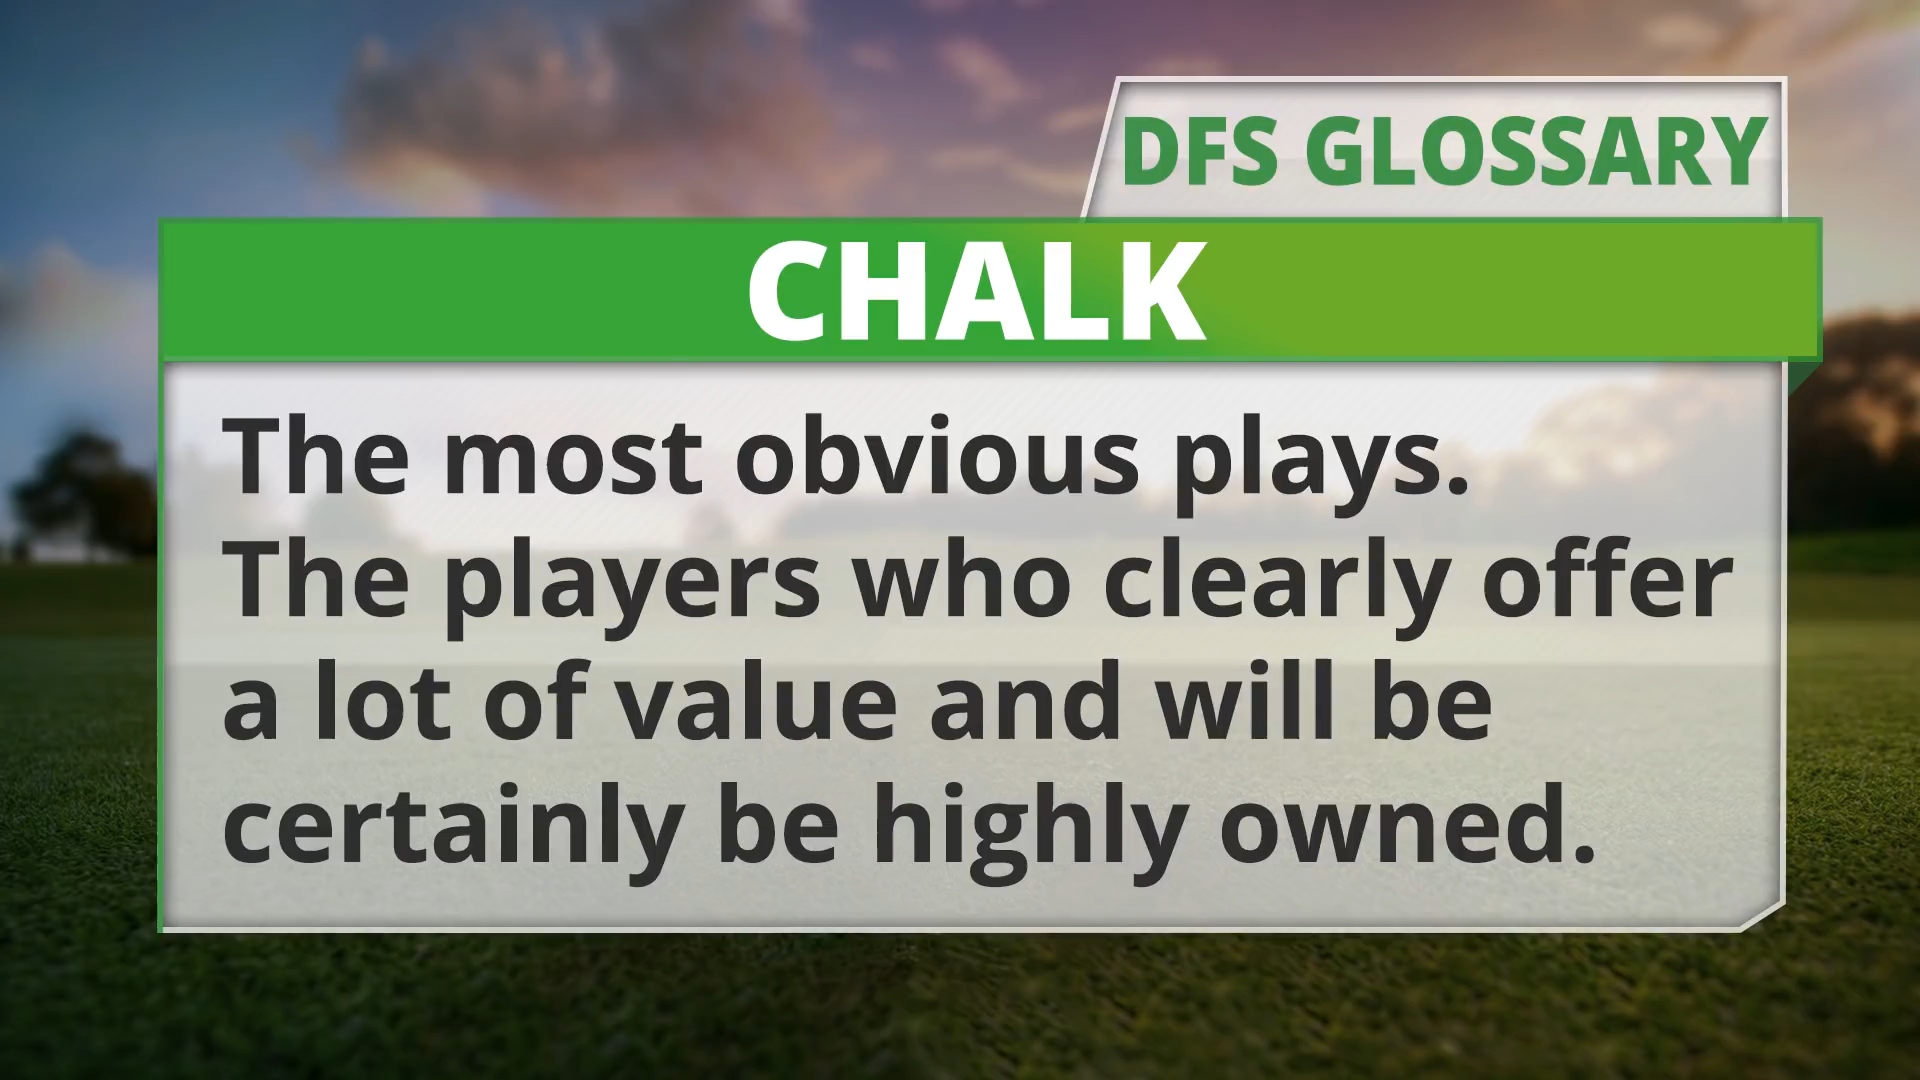 DFS GLOSSARY
CHALK
The most obvious plays.
The players who clearly offer
a lot of value and will be
certainly be highly owned.